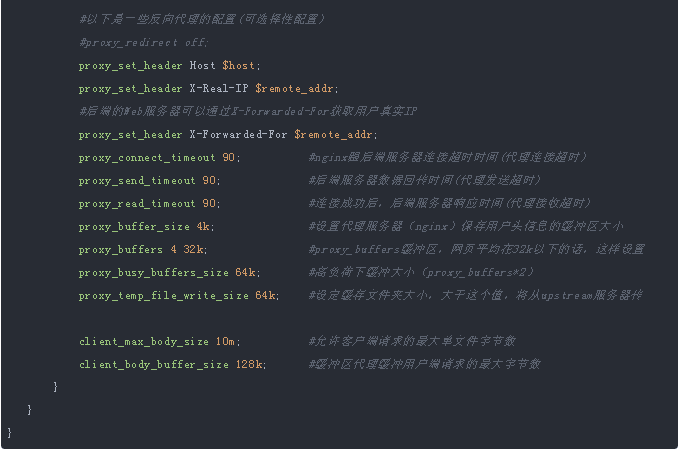 #以下是一些反向代理的配置(可选择性配置)
#proxy_redirect off;
proxy_set_header Host $host;
proxy_set_header X-Real-IP $remote_addr;
#后端的Web服务器可以通过X-Forwarded-For获取用户真实IP
proxy_set_header X-Forwarded-For $remote_addr;
proxy_connect_timeout 90; #nginx跟后端服务器连接超时时间(代理连接超时)
proxy_send_timeout 90; #后端服务器数据回传时间(代理发送超时)
proxy_read_timeout 90; #连接成功后，后端服务器响应时间(代理接收超时)
proxy_buffer_size 4k; #设置代理服务器（nginx）保存用户头信息的缓冲区大小
proxy_buffers 4 32k; #proxy_buffers缓冲区，网页平均在32k以下的话，这样设置
proxy_busy_buffers_size 64k; #高负荷下缓冲大小（proxy_buffers*2）
proxy_temp_file_write_size 64k; #设定缓存文件夹大小，大于这个值，将从upstream服务器传
client_max_body_size 10m; #允许客户端请求的最大单文件字节数
client_body_buffer_size 128k; #缓冲区代理缓冲用户端请求的最大字节数
}
}
}